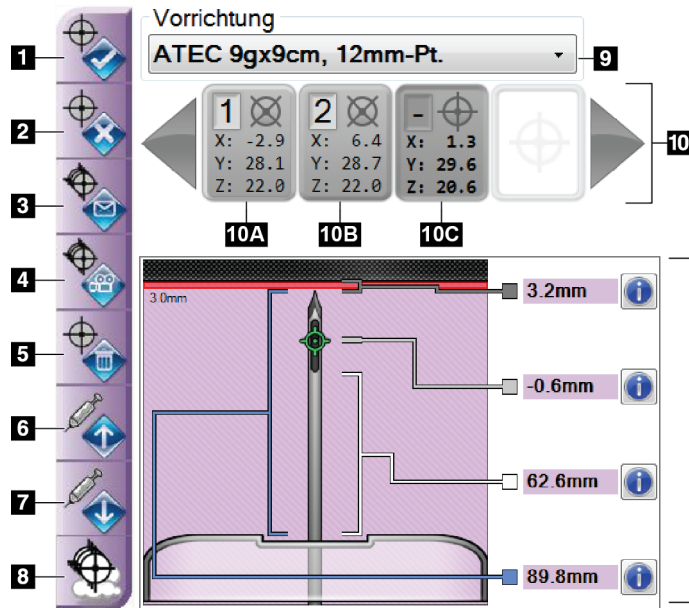 Vorrichtung
1
ATEC 9gx9cm, 12mm-Pt.
9
2
1
X: -2.9
Y: 28.1
Z: 22.0
2
X: 6.4
Y: 28.7
Z: 22.0
-
X: 1.3
Y: 29.6
Z: 20.6
10
3
10A
10B
10C
4
3.0mm
3.2mm
5
-0.6mm
6
62.6mm
7
8
89.8mm